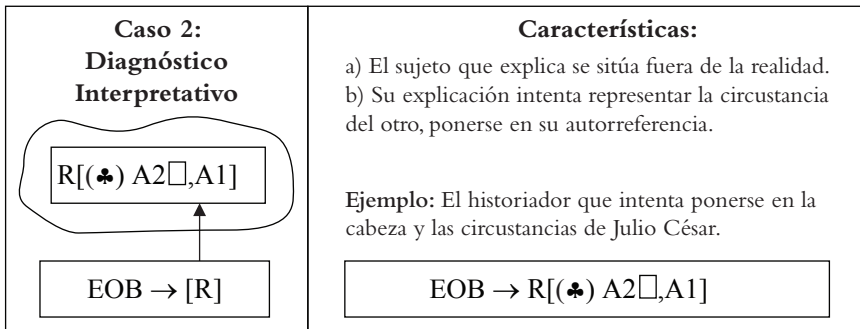 Caso 2:
Diagnóstico
Interpretativo
R[(♣) A2□,A1]
EOB → [R]
Características:
a) El sujeto que explica se sitúa fuera de la realidad.
b) Su explicación intenta representar la circustancia
del otro, ponerse en su autorreferencia.
Ejemplo: El historiador que intenta ponerse en la
cabeza y las circustancias de Julio César.
EOB → R[(♣) A2□,A1]